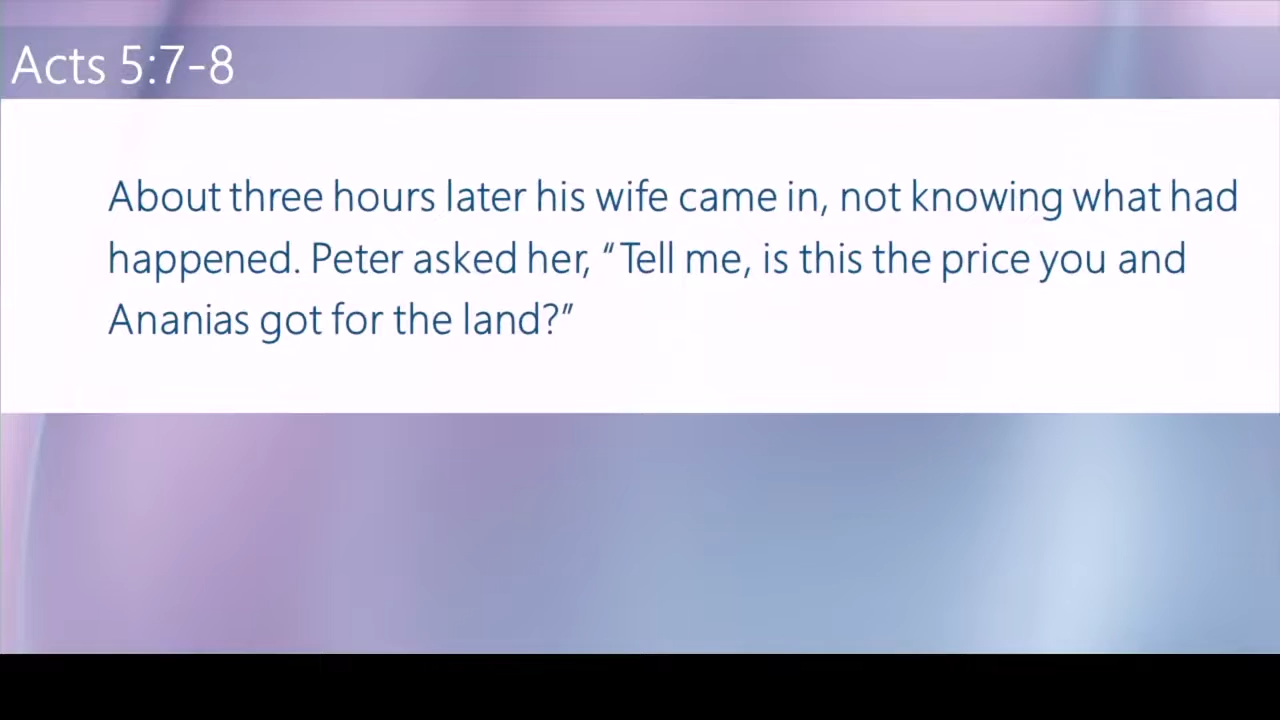 Acts 5:7-8
About three hours later his wife came in, not knowing what had
happened. Peter asked her, “Tell me, is this the price you and
Ananias got for the land?”